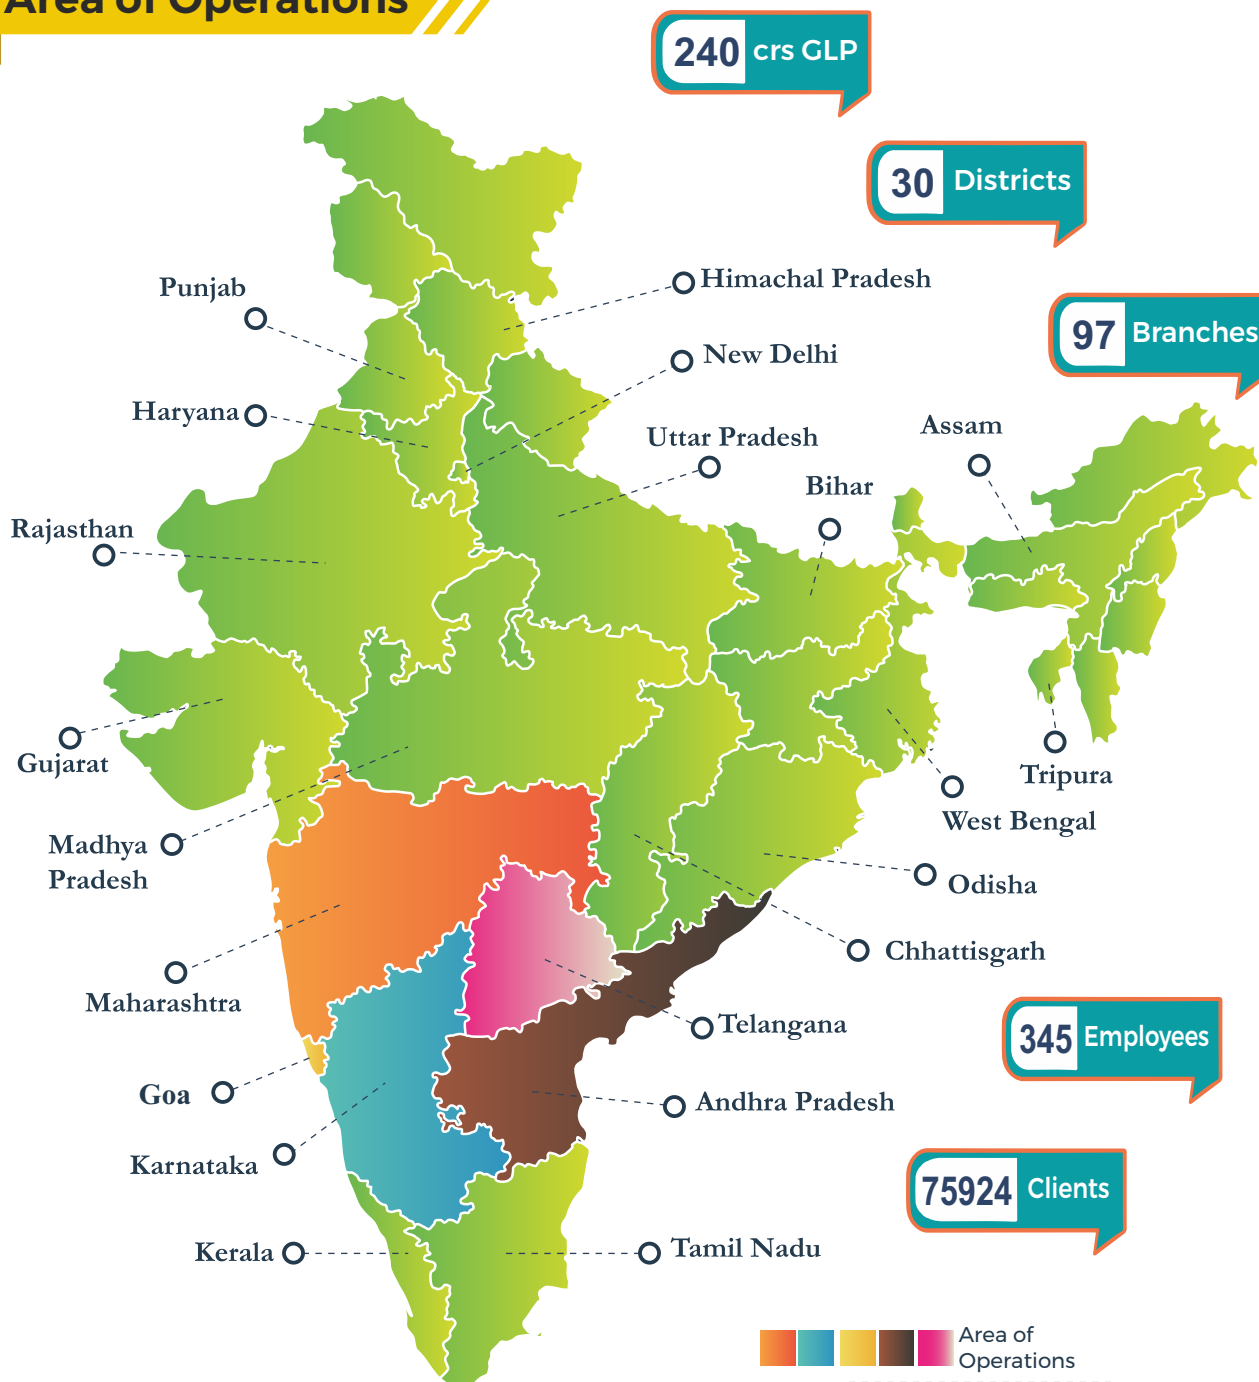 Area of Operations
240 crs GLP
30 Districts
97 Branches
Punjab
Himachal Pradesh
New Delhi
Haryana
Uttar Pradesh
Assam
Bihar
Rajasthan
Gujarat
Tripura
West Bengal
Madhya
Pradesh
Odisha
Chhattisgarh
Maharashtra
Telangana
345 Employees
Goa
Andhra Pradesh
Karnataka
75924 Clients
Kerala
Tamil Nadu
Area of
Operations